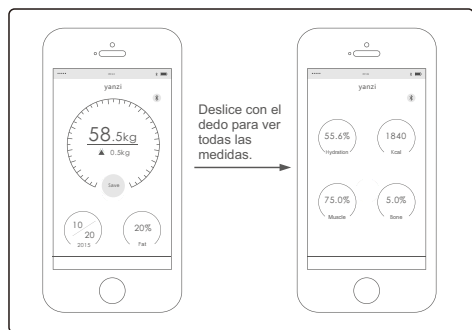 yanzi
58.5kg
0.5kg
Save
10/20
2015
20%
Fat
Deslice con el
dedo para ver
todas las
medidas.
yanzi
55,6%
Hydration
1840
Kcal
75,0%
Muscle
5.0%
Bone